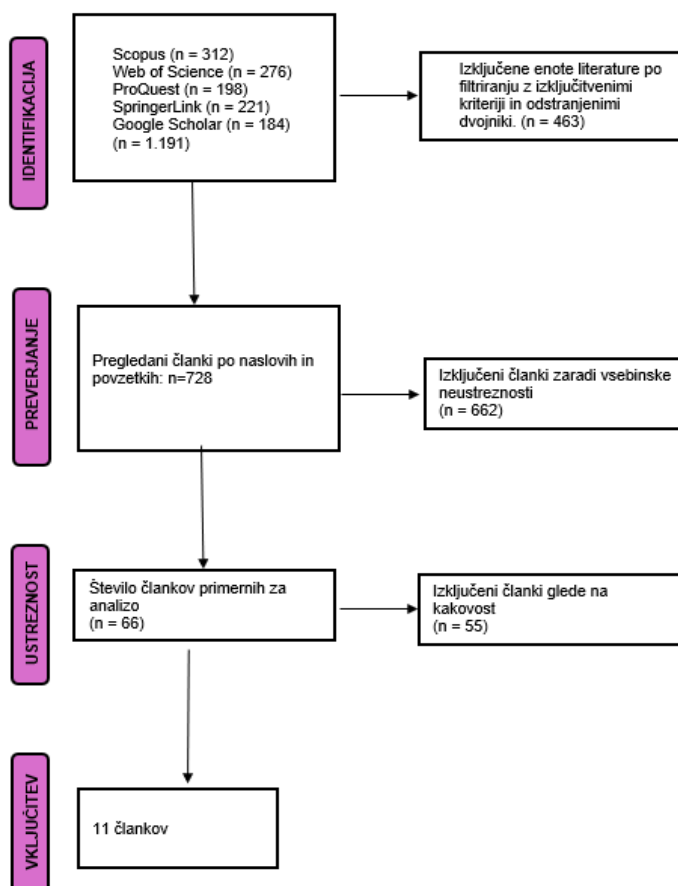 IDENTIFIKACIJA
Scopus (n = 312)
Web of Science (n = 276)
ProQuest (n = 198)
SpringerLink (n = 221)
Google Scholar (n = 184)
(n = 1.191)
Izključene enote literature po
filtriranju z izključitvenimi
kriteriji in odstranjenimi
dvojniki. (n = 463)
PREVERJANJE
Pregledani članki po naslovih in
povzetkih: n=728
Izključeni članki zaradi vsebinske
neustreznosti
(n = 662)
USTREZNOST
Število člankov primernih za
analizo
(n = 66)
Izključeni članki glede na
kakovost
(n = 55)
VKLJUČITEV
11 člankov